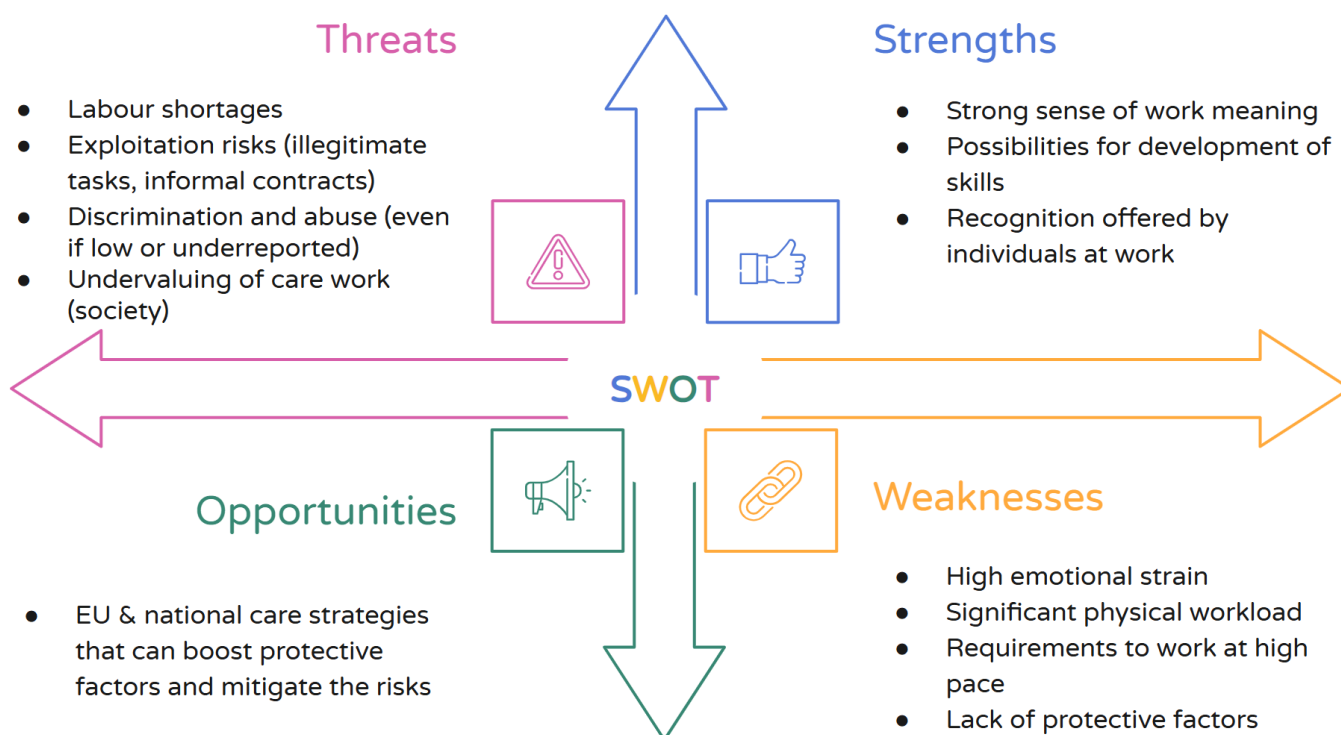 Threats
● Labour shortages
● Exploitation risks (illegitimate
tasks, informal contracts)
● Discrimination and abuse (even
if low or underreported)
● Undervaluing of care work
(society)
Strengths
● Strong sense of work meaning
● Possibilities for development of
skills
● Recognition offered by
individuals at work
SWOT
Opportunities
● EU & national care strategies
that can boost protective
factors and mitigate the risks
Weaknesses
● High emotional strain
● Significant physical workload
● Requirements to work at high
pace
● Lack of protective factors